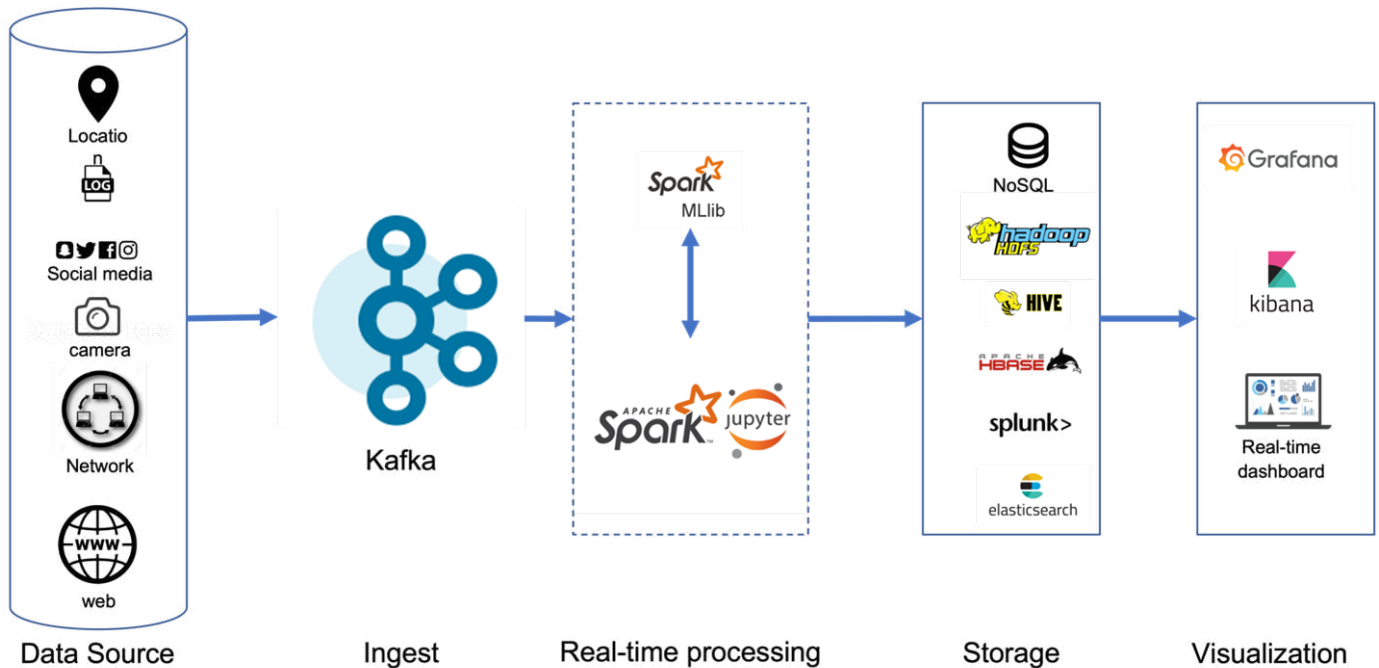 Locatio
LOG
Social media
camera
Network
WWW
web
Data Source
Kafka
Ingest
Spark
MLlib
APACHE
Spark™
jupyter
Real-time processing
NoSQL
hadoop
HDFS
HIVE
APACHE
HBASE
splunk>
elasticsearch
Storage
Grafana
kibana
Real-time
dashboard
Visualization